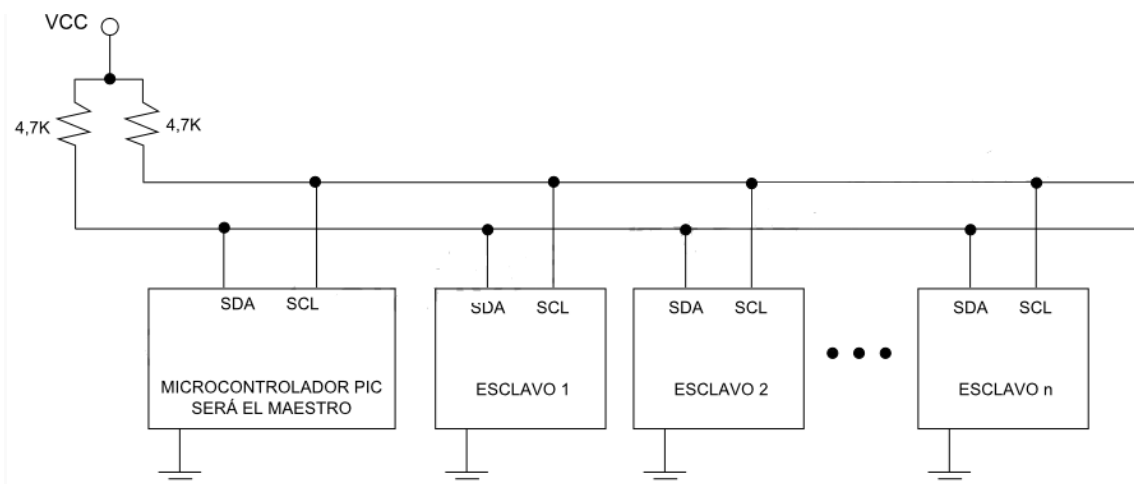 VCC
4,7K
4,7K
SDA SCL
MICROCONTROLADOR PIC
SERÁ EL MAESTRO
SDA SCL
ESCLAVO 1
SDA SCL
ESCLAVO 2
SDA SCL
ESCLAVO n